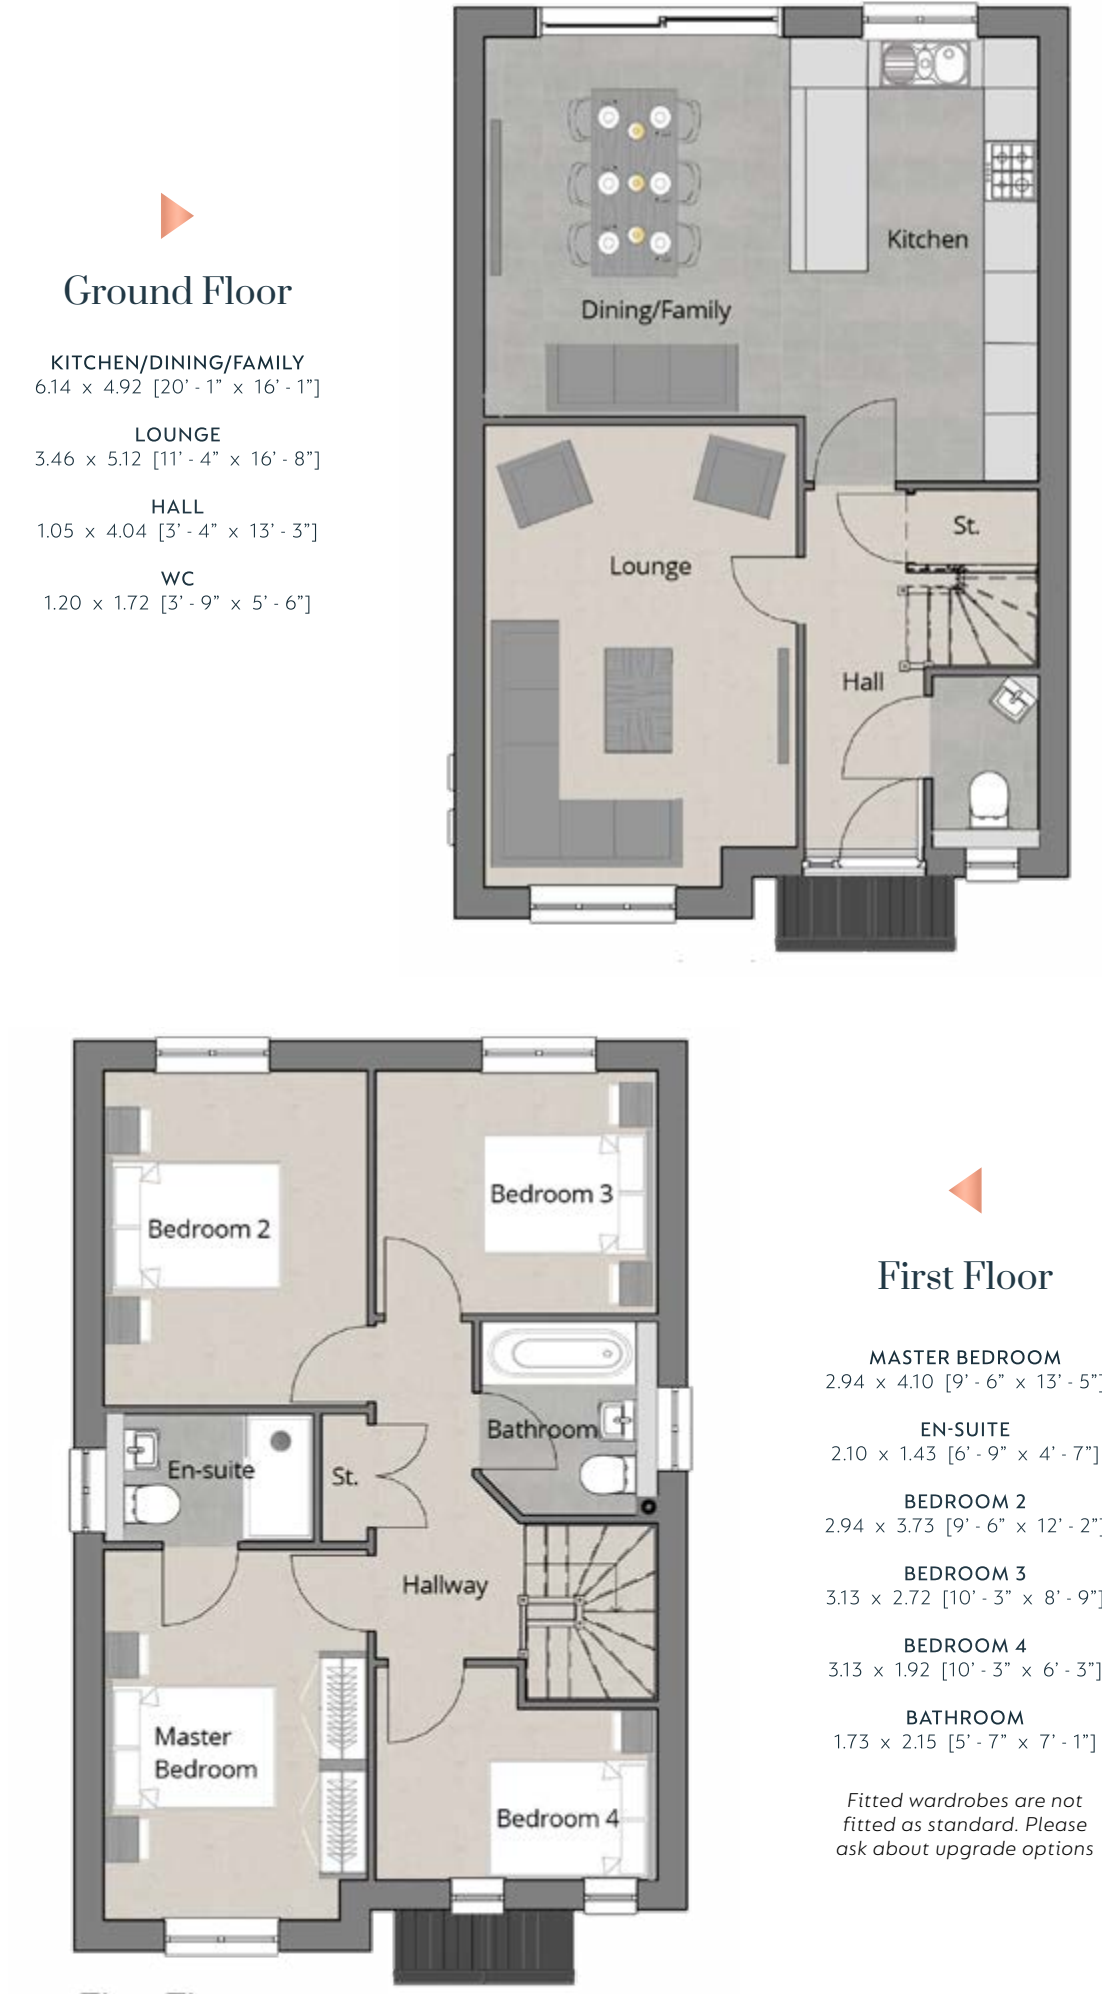 Ground Floor
KITCHEN/DINING/FAMILY
6.14 x 4.92 [20' - 1" x 16' - 1"]
LOUNGE
3.46 x 5.12 [11' - 4" x 16' - 8"]
HALL
1.05 x 4.04 [3' - 4" x 13' - 3"]
WC
1.20 x 1.72 [3' - 9" x 5' - 6"]
Kitchen
Dining/Family
St.
Lounge
Hall
Bedroom 3
Bedroom 2
Bathroom
En-suite
St.
Hallway
Master
Bedroom
Bedroom 4
First Floor
MASTER BEDROOM
2.94 x 4.10 [9' - 6" x 13' - 5"]
EN-SUITE
2.10 x 1.43 [6' - 9" x 4' - 7"]
BEDROOM 2
2.94 x 3.73 [9' - 6" x 12' - 2"]
BEDROOM 3
3.13 x 2.72 [10' - 3" x 8' - 9"]
BEDROOM 4
3.13 x 1.92 [10' - 3" x 6' - 3"]
BATHROOM
1.73 x 2.15 [5' - 7" x 7' - 1"]
Fitted wardrobes are not
fitted as standard. Please
ask about upgrade options